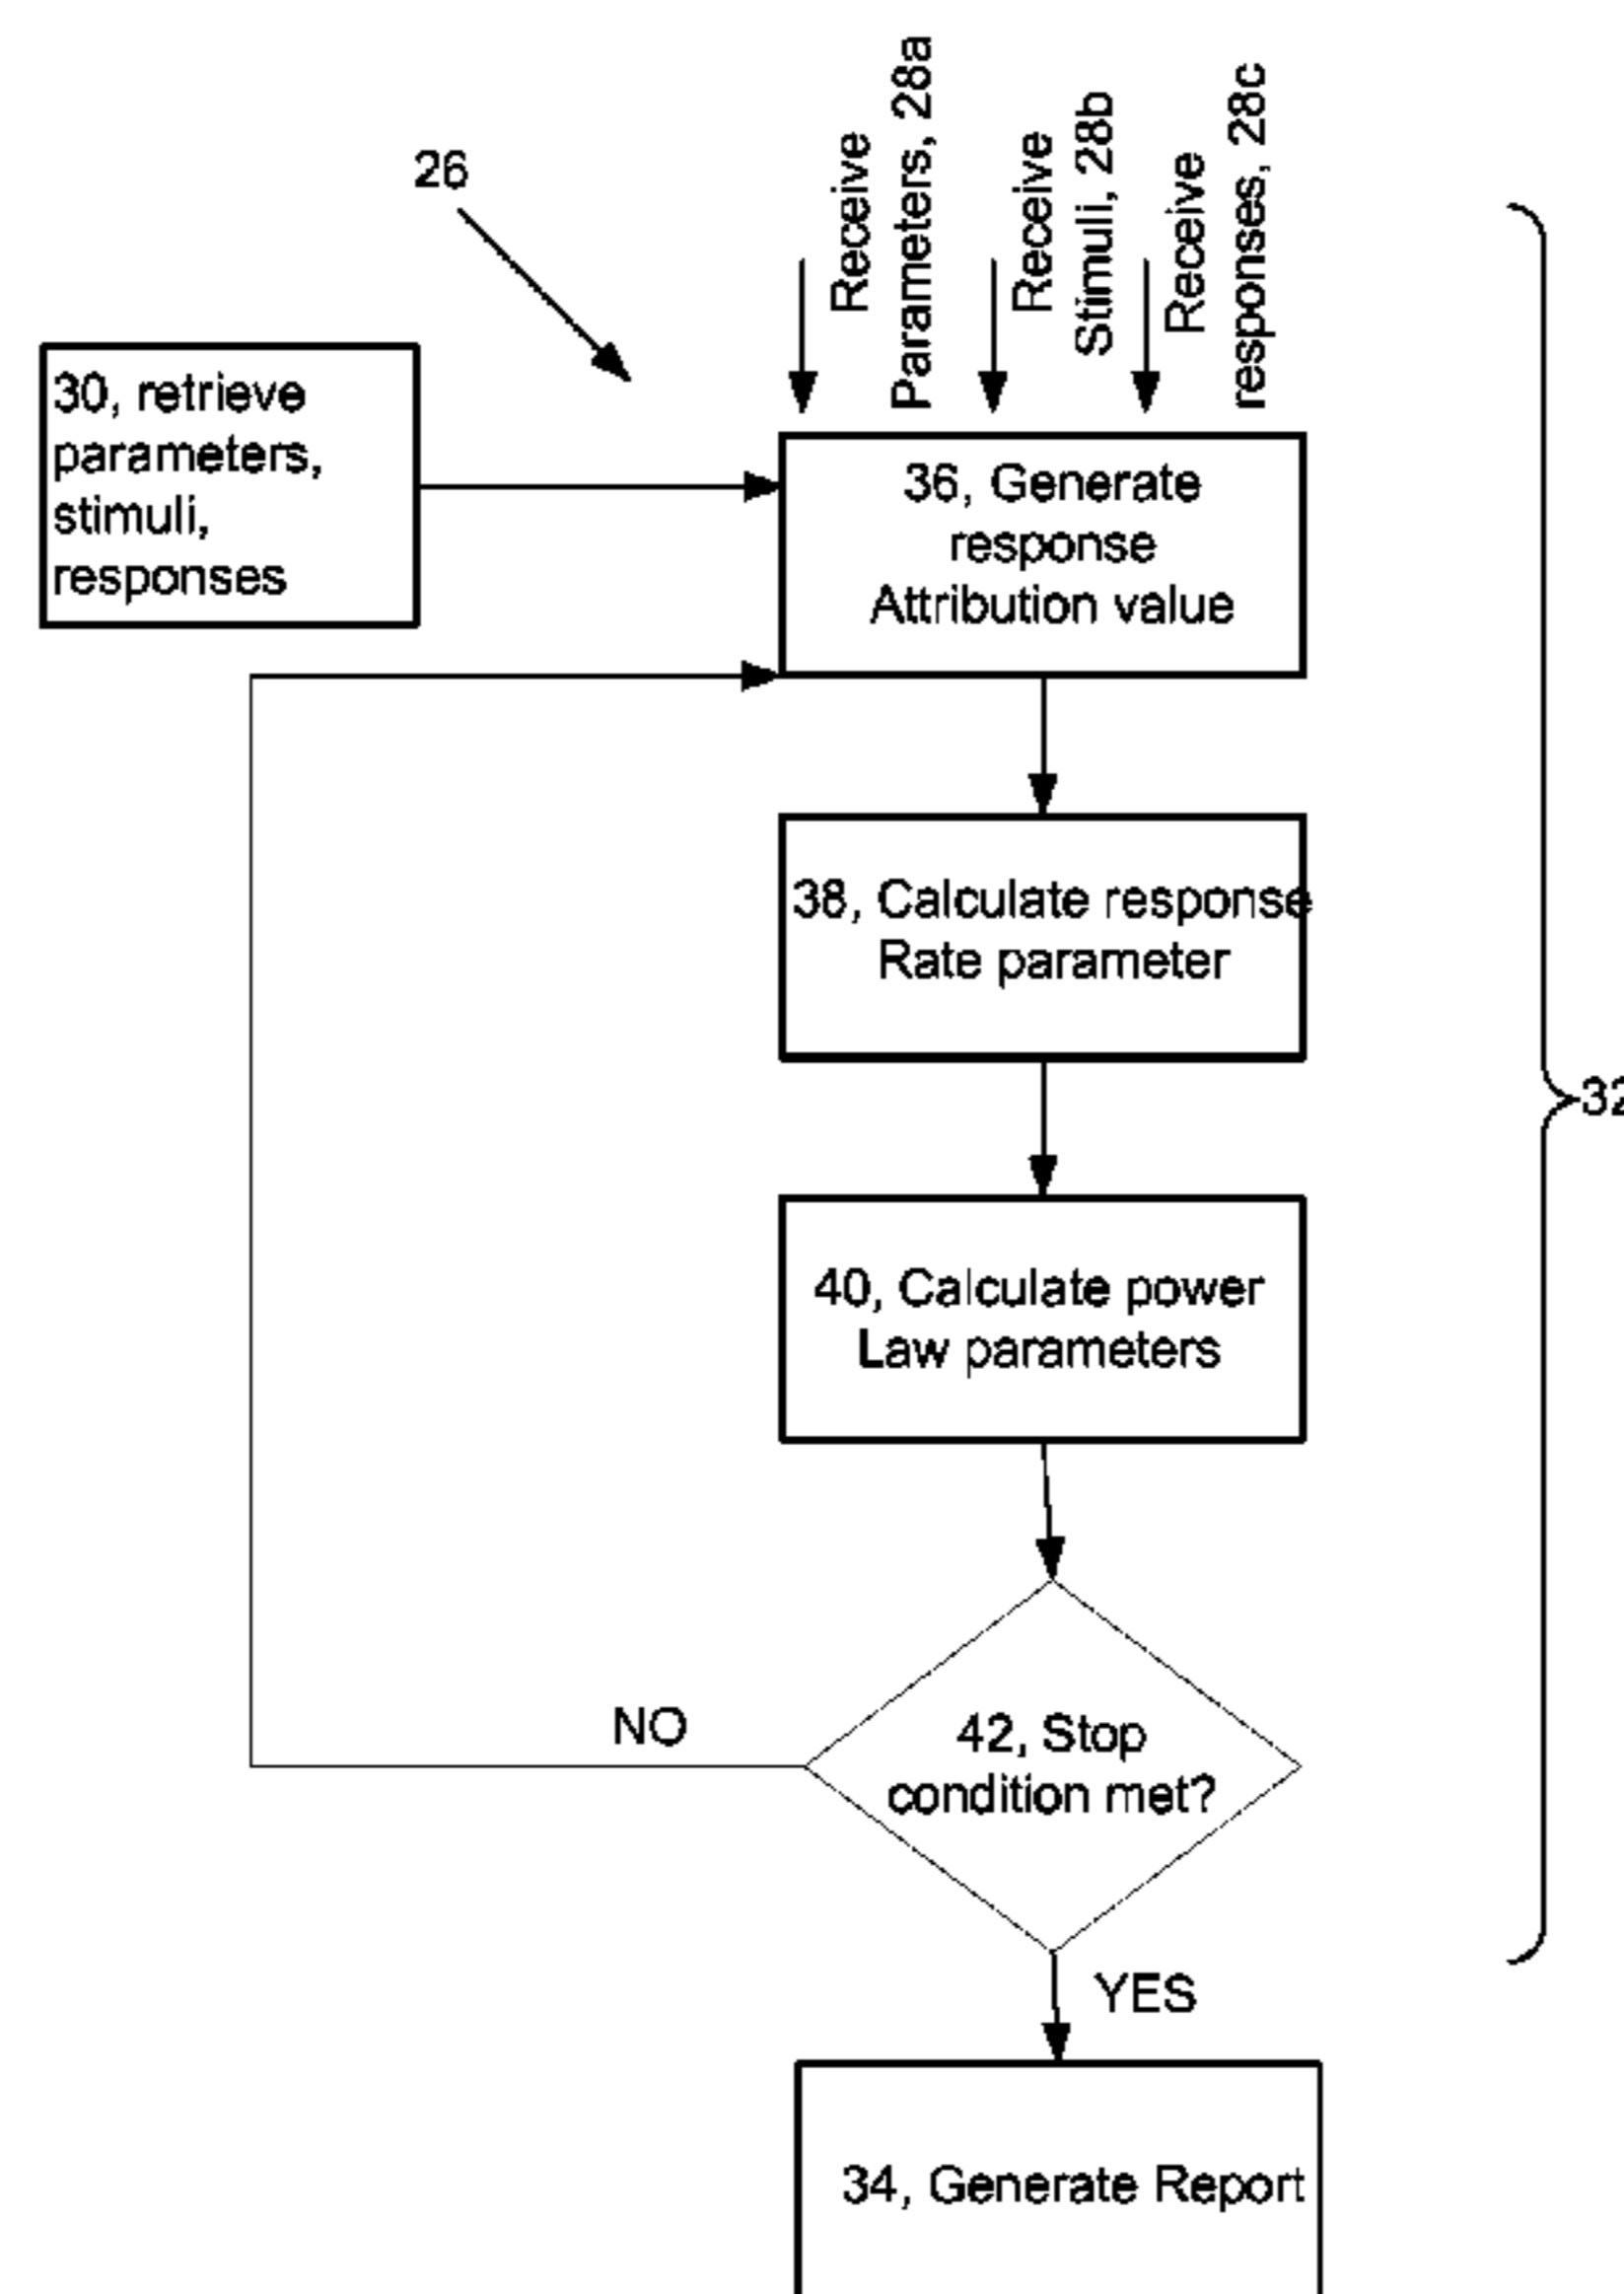 26
Receive
Parameters, 28a
Receive
Stimuli, 28b
Receive
responses, 28c
30, retrieve
parameters,
stimuli,
responses
36, Generate
response
Attribution value
38, Calculate response
Rate parameter
32
40, Calculate power
Law parameters
NO
42, Stop
condition met?
YES
34, Generate Report